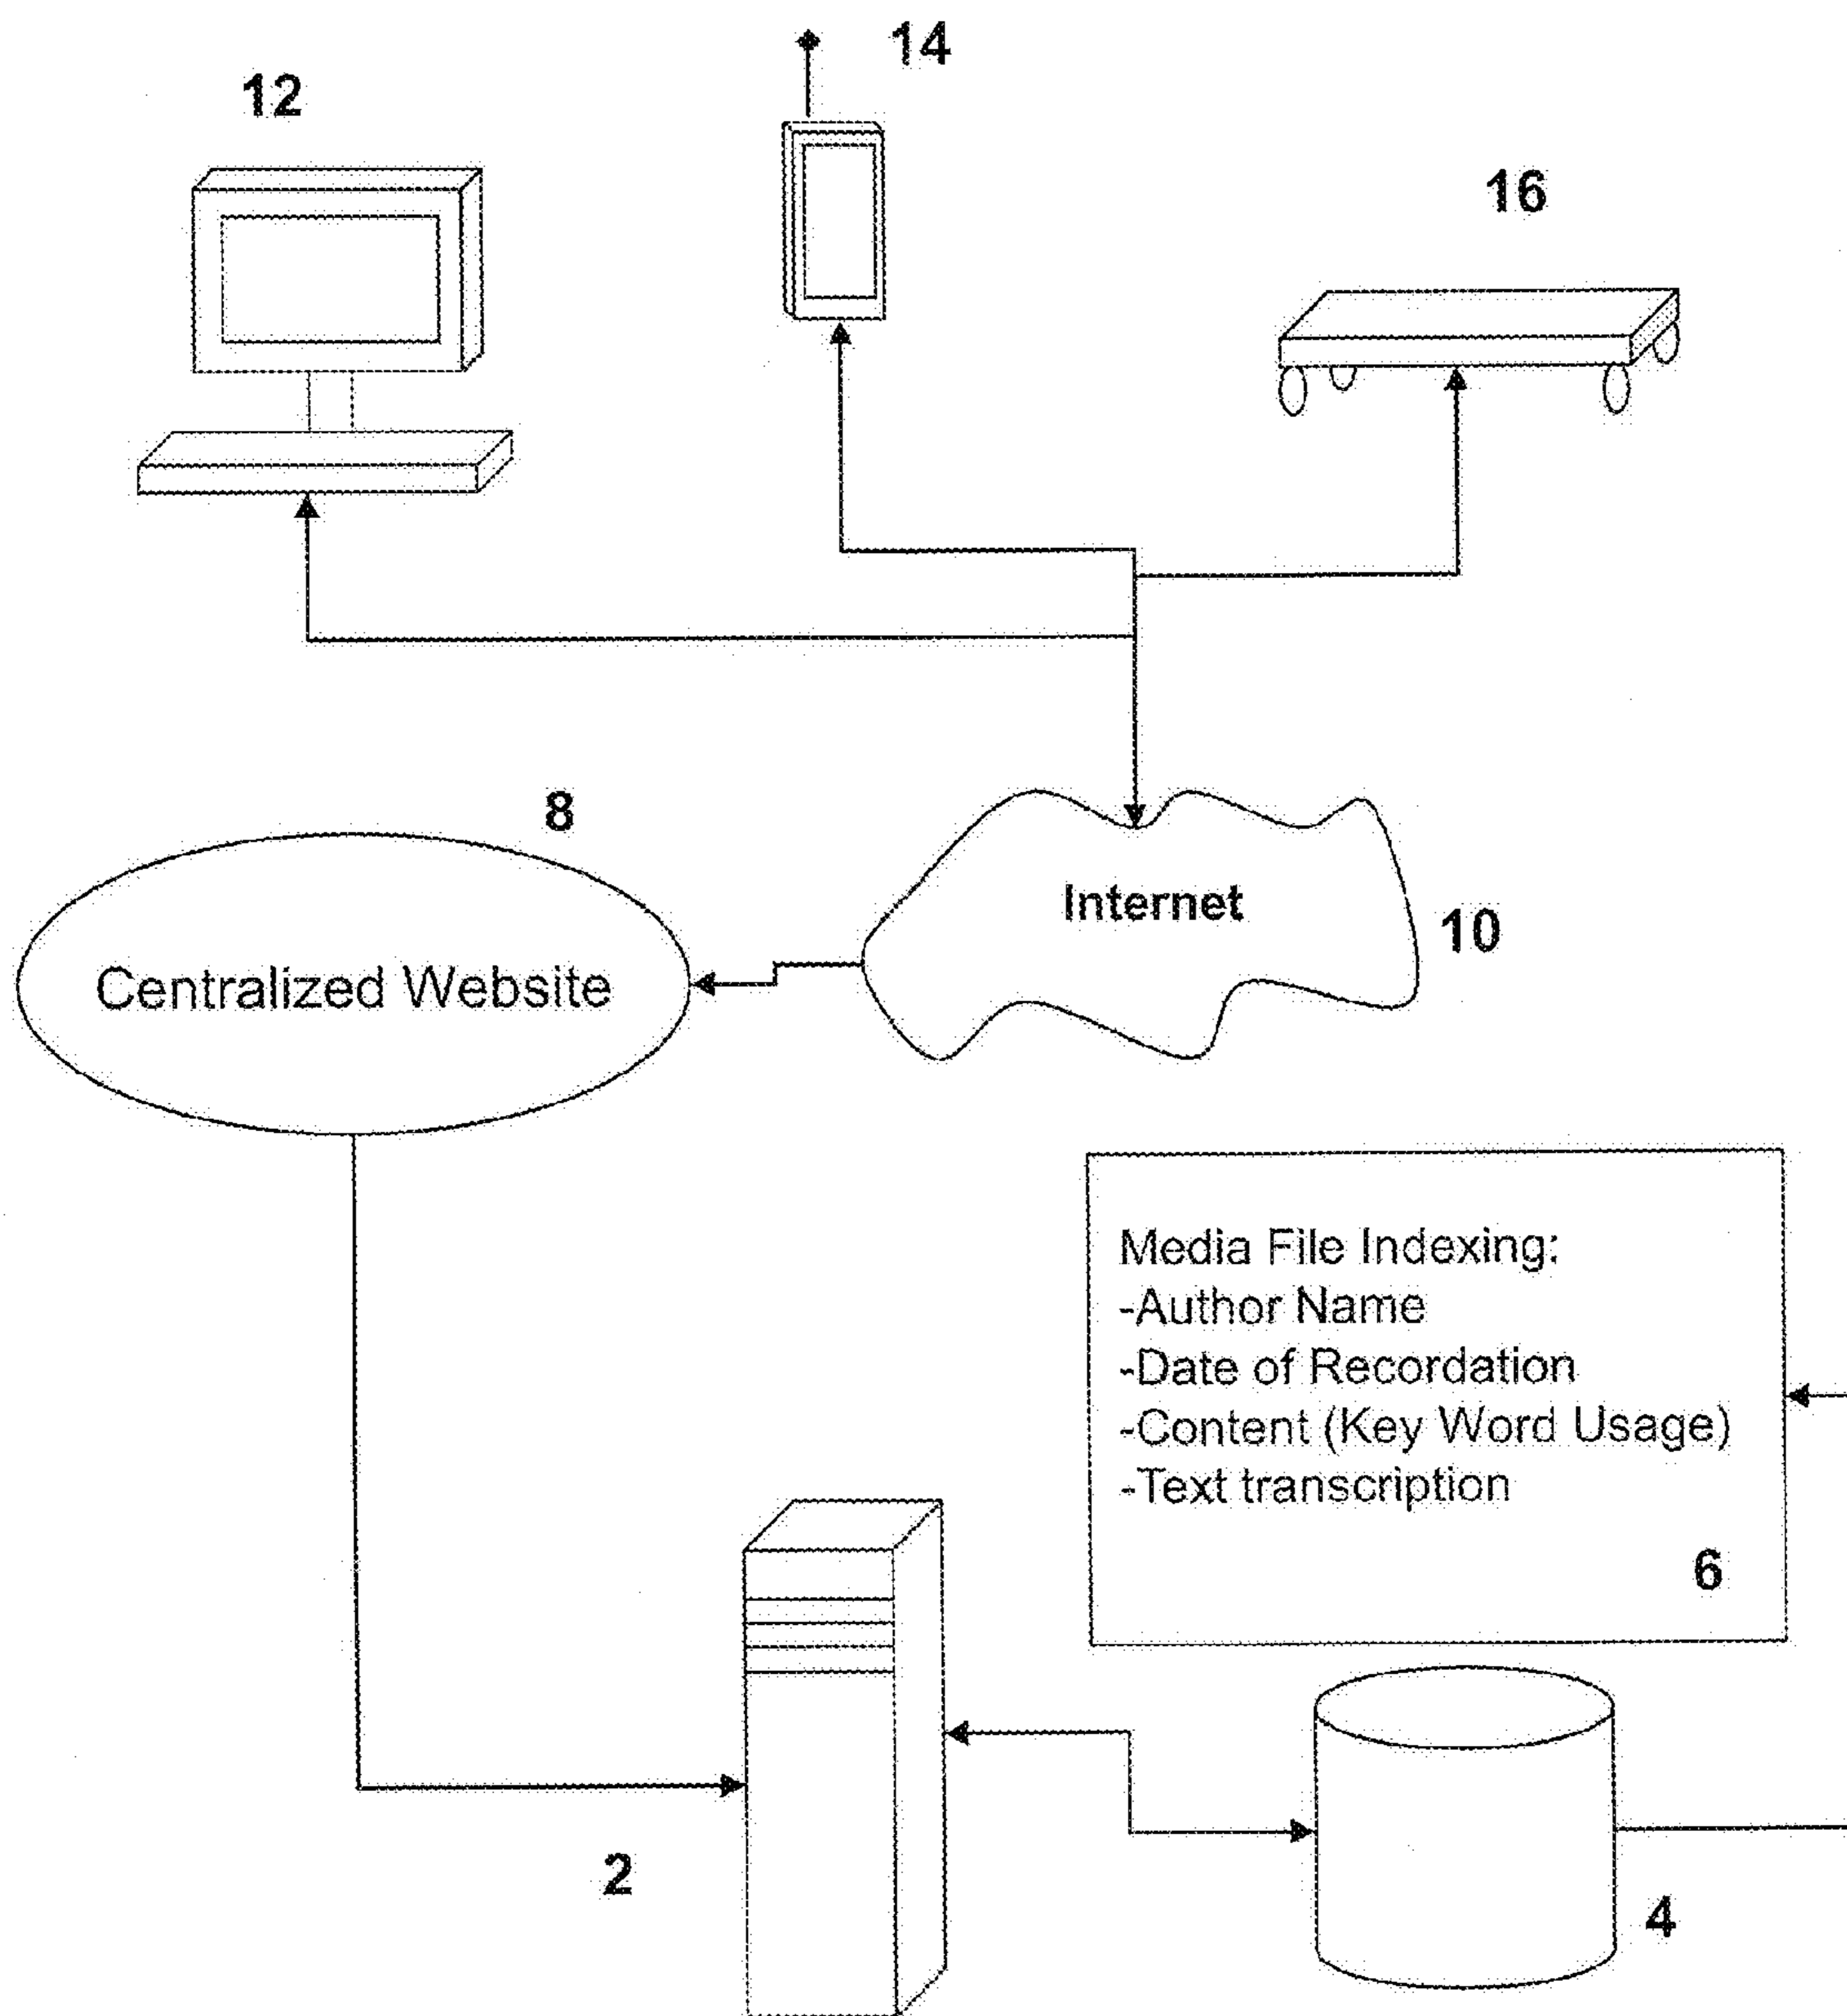 14
12
16
8
Internet
10
Centralized Website
Media File Indexing:
-Author Name
-Date of Recordation
-Content (Key Word Usage)
-Text transcription
6
2
4